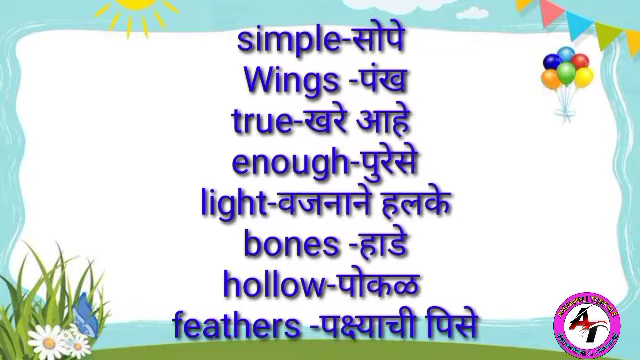 simple-सोपे
Wings -पंख
true-खरे आहे
enough-पुरेसे
light-वजनाने हलके
bones -हाडे
hollow-पोकळ
feathers -पक्ष्याची पिसे